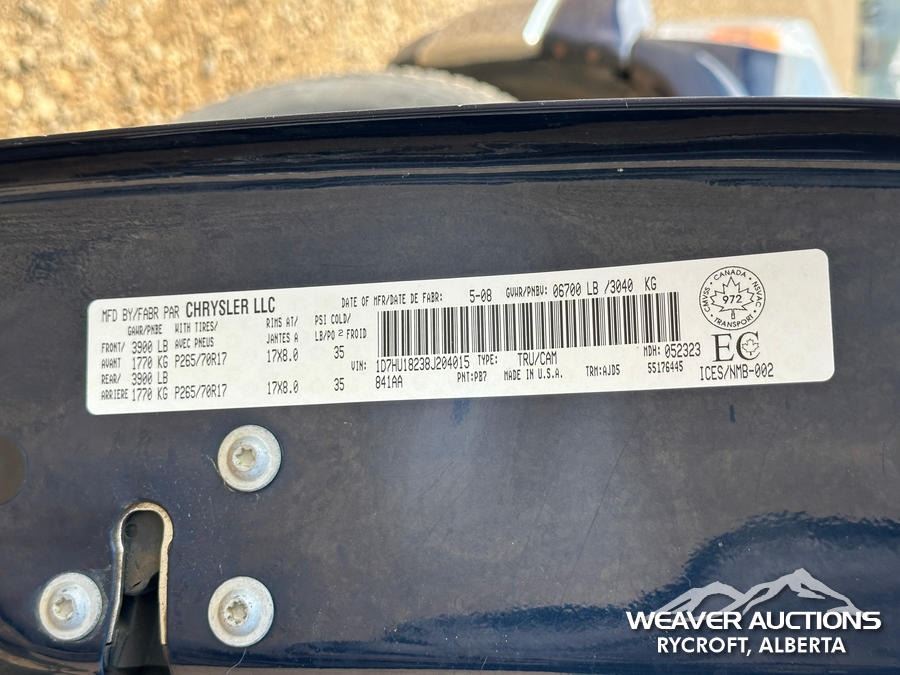 MFD BY/FABR PAR CHRYSLER LLC
DATE OF MFR/DATE DE FABR: 5-08 GVWR/PNBV: 06700 LB /3040 KG
GAWR/PNBE WITH TIRES/ RIMS AT/ PSI COLD/
AVEC PNEUS JANTES A LB/PO² FROID
FRONT/ 3900 LB
AVANT 1770 KG P265/70R17 17X8.0 35
REAR/ 3900 LB
ARRIERE 1770 KG P265/70R17 17X8.0 35
VIN: 1D7HU18238J204015 TYPE: TRU/CAM MDH: 052323
841AA PNT:PB7 MADE IN U.S.A. TRM:AJD5 55176445
CANADA
CMVSS NSVAC
972
TRANSPORT
EC
ICES/NMB-002
WEAVER AUCTIONS
RYCROFT, ALBERTA